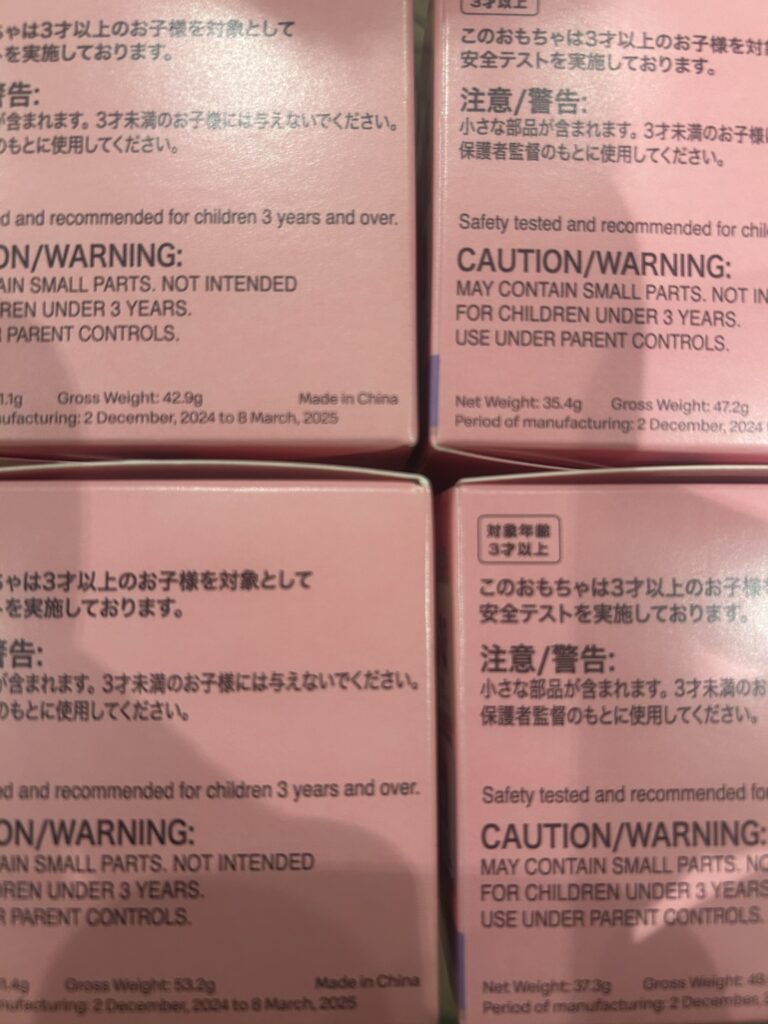 ちゃは3才以上のお子様を対象として
を実施しております。
警告:
が含まれます。3才未満のお子様には与えないでください。
のもとに使用してください。
d and recommended for children 3 years and over.
ON/WARNING:
AIN SMALL PARTS. NOT INTENDED
REN UNDER 3 YEARS.
PARENT CONTROLS.
1.1g Gross Weight: 42.9g Made in China
ufacturing: 2 December, 2024 to 8 March, 2025
3才以上
このおもちゃは3才以上のお子様を対象
安全テストを実施しております。
注意/警告:
小さな部品が含まれます。3才未満のお子様に
保護者監督のもとに使用してください。
Safety tested and recommended for chil
CAUTION/WARNING:
MAY CONTAIN SMALL PARTS. NOT IN
FOR CHILDREN UNDER 3 YEARS.
USE UNDER PARENT CONTROLS.
Net Weight: 35.4g Gross Weight: 47.2g
Period of manufacturing: 2 December, 2024
ちゃは3才以上のお子様を対象として
を実施しております。
警告:
が含まれます。3才未満のお子様には与えないでください。
のもとに使用してください。
d and recommended for children 3 years and over.
ON/WARNING:
AIN SMALL PARTS. NOT INTENDED
DREN UNDER 3 YEARS.
R PARENT CONTROLS.
1.4g Gross Weight: 53.2g Made in China
nufacturing: 2 December, 2024 to 8 March, 2025
対象年齢
3才以上
このおもちゃは3才以上のお子様を
安全テストを実施しております。
注意/警告:
小さな部品が含まれます。3才未満のお
保護者監督のもとに使用してください。
Safety tested and recommended fo
CAUTION/WARNING:
MAY CONTAIN SMALL PARTS. NO
FOR CHILDREN UNDER 3 YEARS
USE UNDER PARENT CONTROLS.
Net Weight: 37.3g Gross Weight:
Period of manufacturing: 2 December, 2